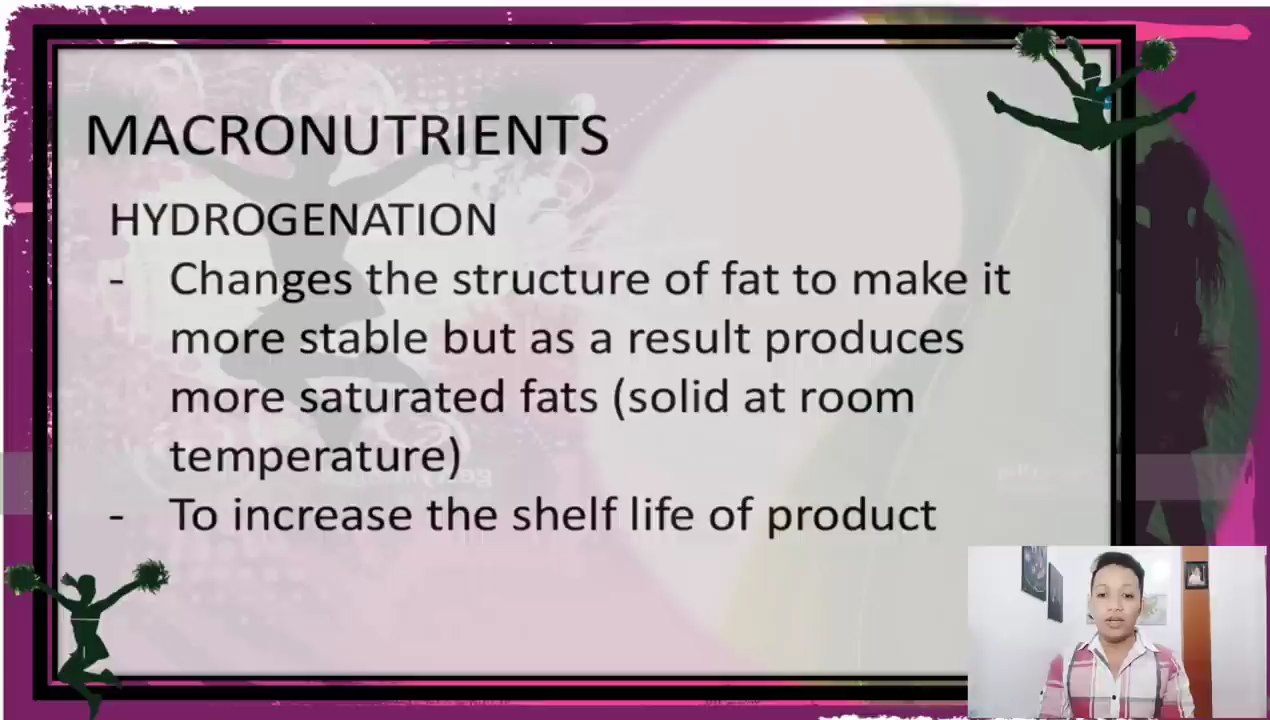 MACRONUTRIENTS
HYDROGENATION
- Changes the structure of fat to make it
more stable but as a result produces
more saturated fats (solid at room
temperature)
- To increase the shelf life of product